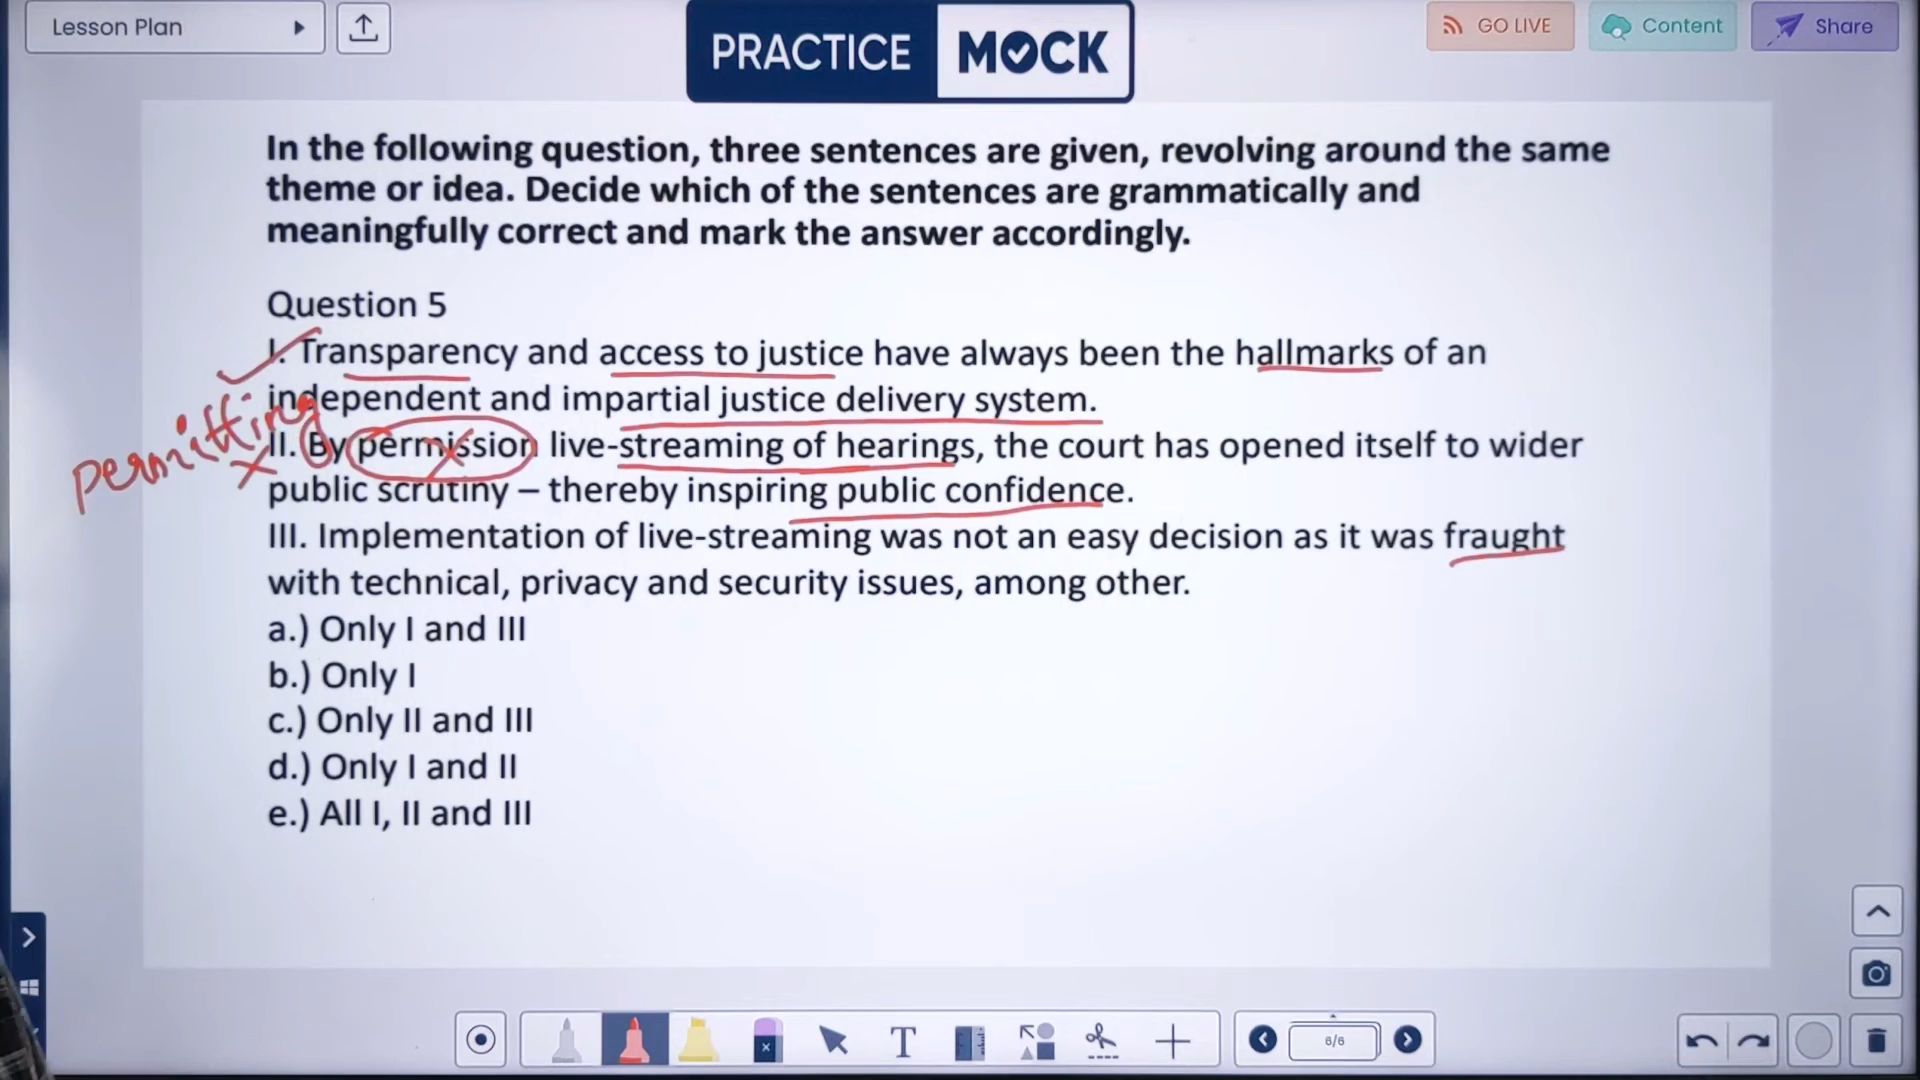 Lesson Plan
PRACTICE MOCK
GO LIVE
Content
Share
In the following question, three sentences are given, revolving around the same
theme or idea. Decide which of the sentences are grammatically and
meaningfully correct and mark the answer accordingly.
Question 5
I. Transparency and access to justice have always been the hallmarks of an
independent and impartial justice delivery system.
permitting
II. By permission live-streaming of hearings, the court has opened itself to wider
public scrutiny – thereby inspiring public confidence.
III. Implementation of live-streaming was not an easy decision as it was fraught
with technical, privacy and security issues, among other.
a.) Only I and III
b.) Only I
c.) Only II and III
d.) Only I and II
e.) All I, II and III
T
6/6